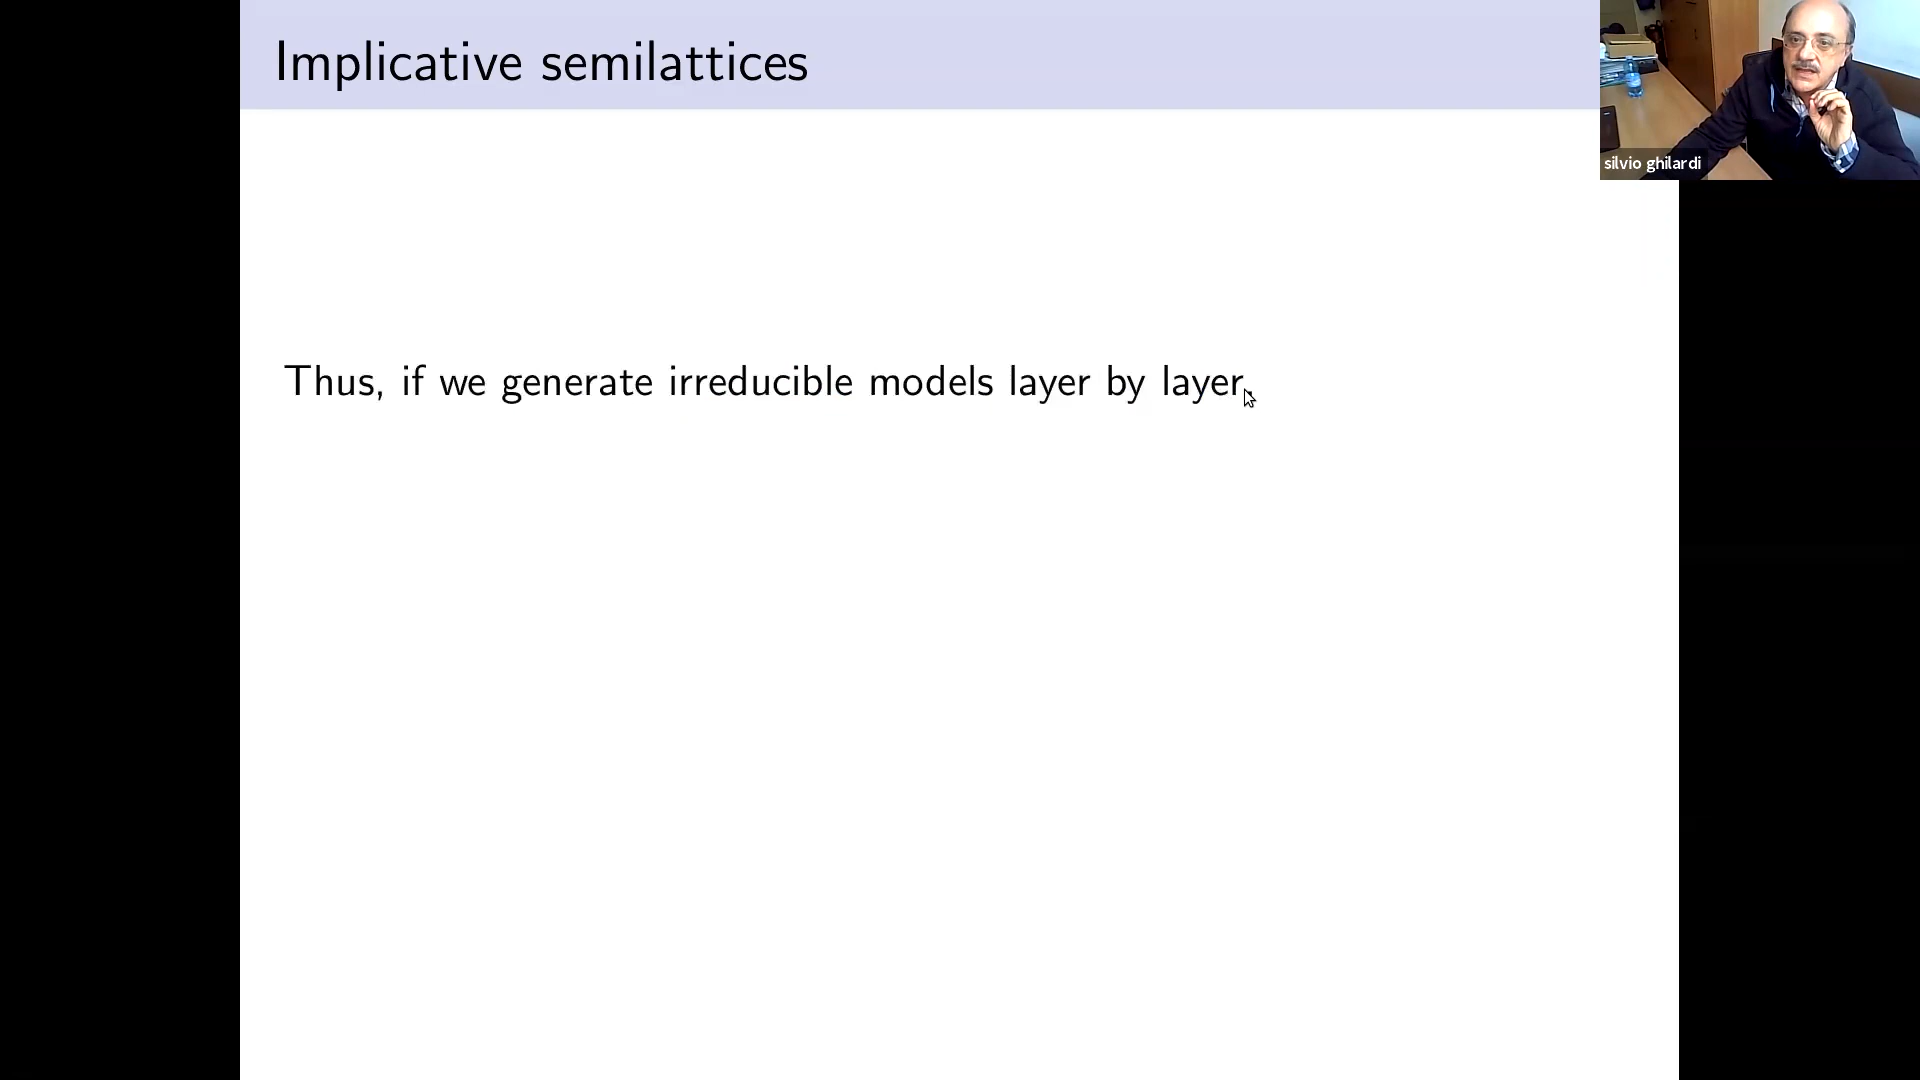 Implicative semilattices
silvio ghilardi
Thus, if we generate irreducible models layer by layer,